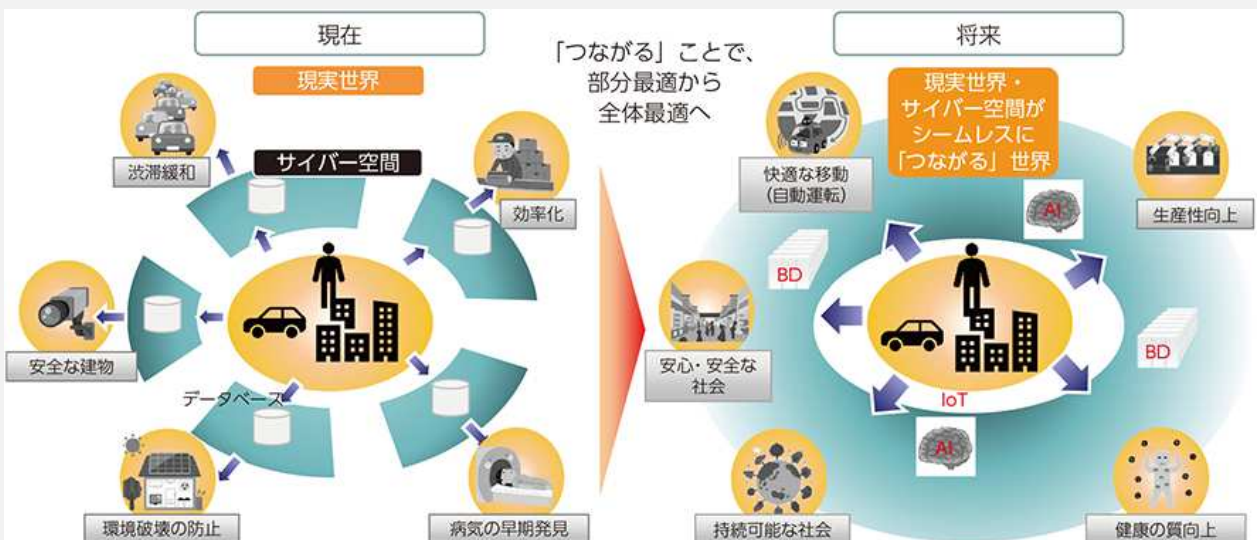 現在
現実世界
サイバー空間
渋滞緩和
効率化
安全な建物
データベース
環境破壊の防止
病気の早期発見
「つながる」ことで、
部分最適から
全体最適へ
将来
現実世界・
サイバー空間が
シームレスに
「つながる」世界
快適な移動
(自動運転)
AI
生産性向上
BD
安心・安全な
社会
BD
IoT
AI
持続可能な社会
健康の質向上